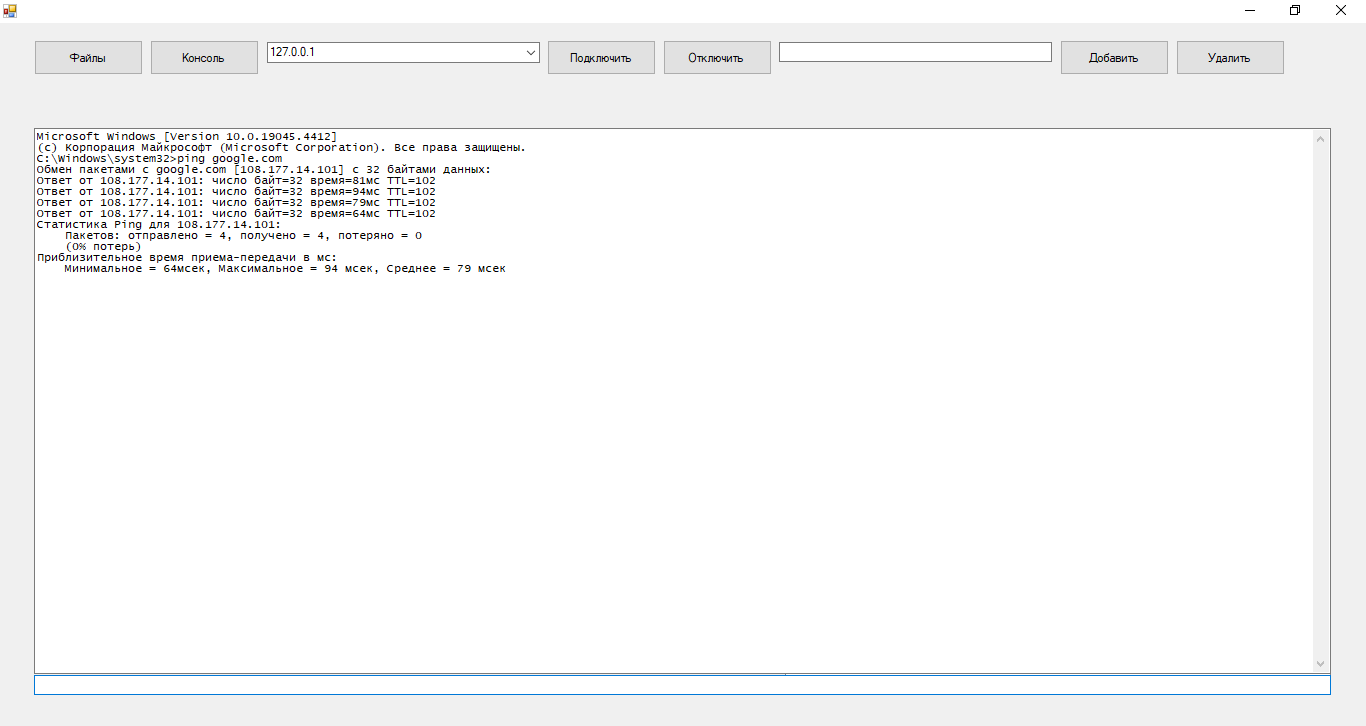 Файлы
Консоль
127.0.0.1
Подключить
Отключить
Добавить
Удалить
Microsoft Windows [Version 10.0.19045.4412]
(c) Корпорация Майкрософт (Microsoft Corporation). Все права защищены.
C:\Windows\system32>ping google.com
Обмен пакетами с google.com [108.177.14.101] с 32 байтами данных:
Ответ от 108.177.14.101: число байт=32 время=81мс TTL=102
Ответ от 108.177.14.101: число байт=32 время=94мс TTL=102
Ответ от 108.177.14.101: число байт=32 время=79мс TTL=102
Ответ от 108.177.14.101: число байт=32 время=64мс TTL=102
Статистика Ping для 108.177.14.101:
Пакетов: отправлено = 4, получено = 4, потеряно = 0
(0% потерь)
Приблизительное время приема-передачи в мс:
Минимальное = 64мсек, Максимальное = 94 мсек, Среднее = 79 мсек